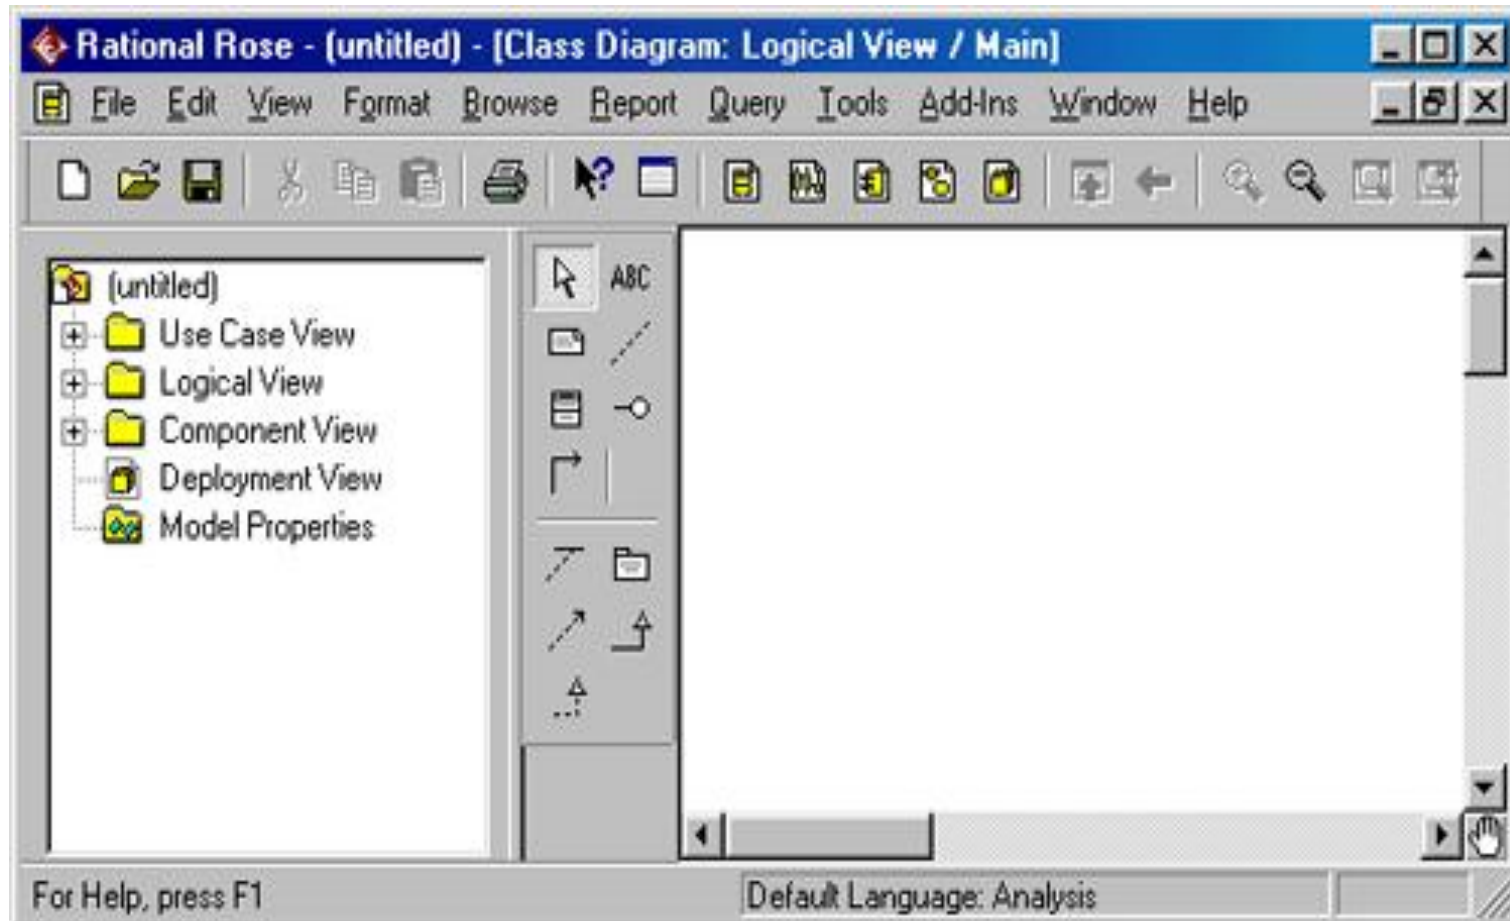 Rational Rose - (untitled) - [Class Diagram: Logical View / Main]
File Edit View Format Browse Report Query Tools Add-Ins Window Help
(untitled)
Use Case View
Logical View
Component View
Deployment View
Model Properties
ABC
For Help, press F1
Default Language: Analysis